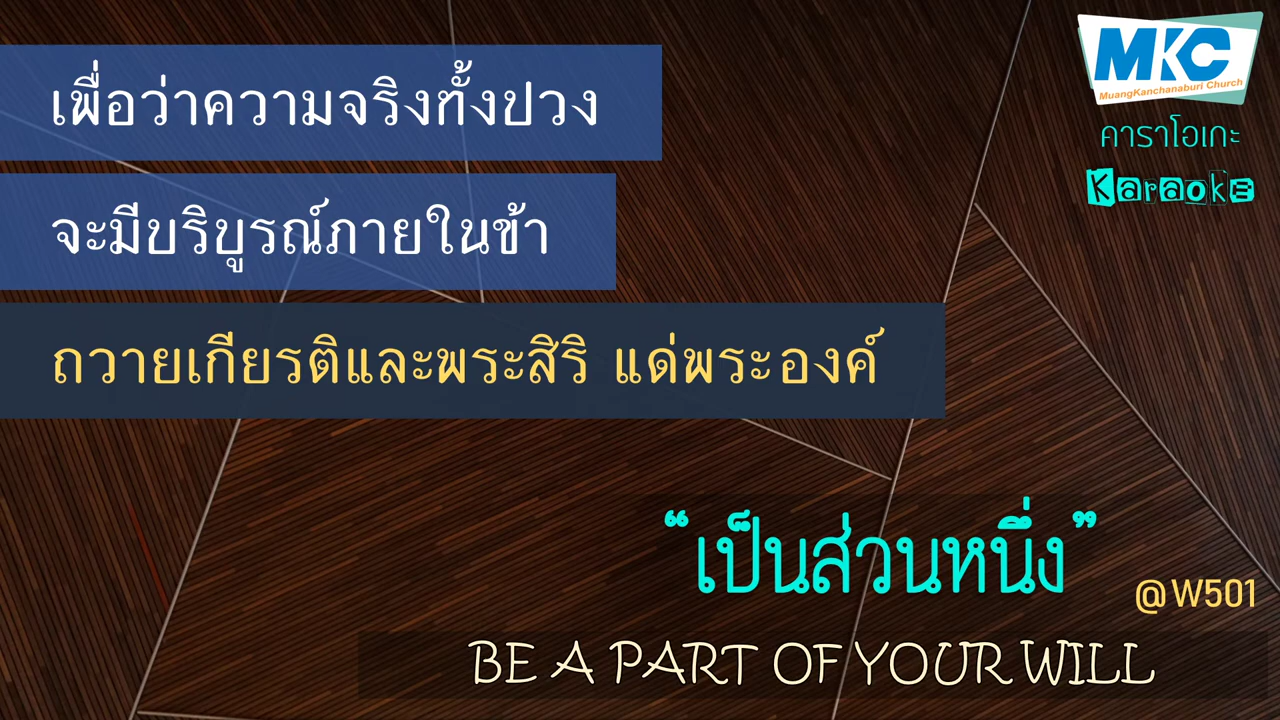 เพื่อว่าความจริงทั้งปวง
จะมีบริบูรณ์ภายในข้า
ถวายเกียรติและพระสิริ แด่พระองค์
MKC
MuangKanchanaburi Church
คาราโอเกะ
Karaoke
“เป็นส่วนหนึ่ง”
@W501
BE A PART OF YOUR WILL